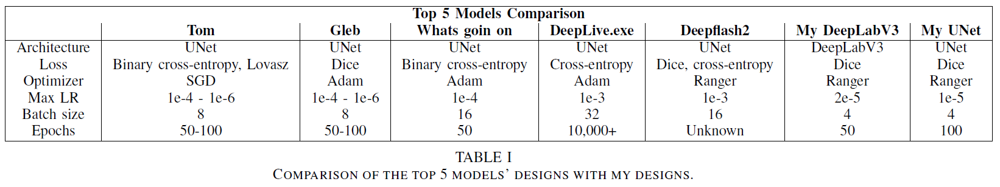 Top 5 Models Comparison
Tom Gleb Whats goin on DeepLive.exe Deepflash2 My DeepLabV3 My UNet
Architecture UNet UNet UNet UNet UNet DeepLabV3 UNet
Loss Binary cross-entropy, Lovasz Dice Binary cross-entropy Cross-entropy Dice, cross-entropy Dice Dice
Optimizer SGD Adam Adam Adam Ranger Ranger Ranger
Max LR 1e-4 - 1e-6 1e-4 - 1e-6 1e-4 1e-3 1e-3 2e-5 1e-5
Batch size 8 8 16 32 16 4 4
Epochs 50-100 50-100 50 10,000+ Unknown 50 100
TABLE I
COMPARISON OF THE TOP 5 MODELS' DESIGNS WITH MY DESIGNS.